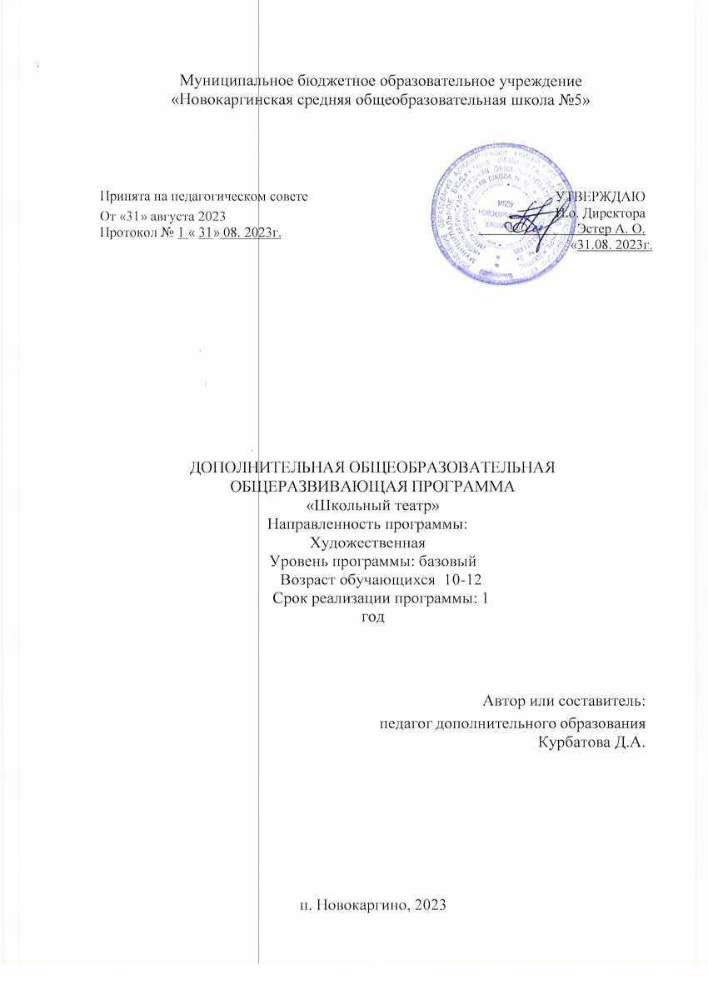 Муниципальное бюджетное образовательное учреждение
«Новокаргинская средняя общеобразовательная школа №5»
Принята на педагогическом совете
От «31» августа 2023
Протокол № 1 « 31» 08. 2023г.
УТВЕРЖДАЮ
И.о. Директора
Эстер А. О.
«31.08. 2023г.
МБОУ
ДОПОЛНИТЕЛЬНАЯ ОБЩЕОБРАЗОВАТЕЛЬНАЯ
ОБЩЕРАЗВИВАЮЩАЯ ПРОГРАММА
«Школьный театр»
Направленность программы:
Художественная
Уровень программы: базовый
Возраст обучающихся 10-12
Срок реализации программы: 1
год
Автор или составитель:
педагог дополнительного образования
Курбатова Д.А.
п. Новокаргино, 2023